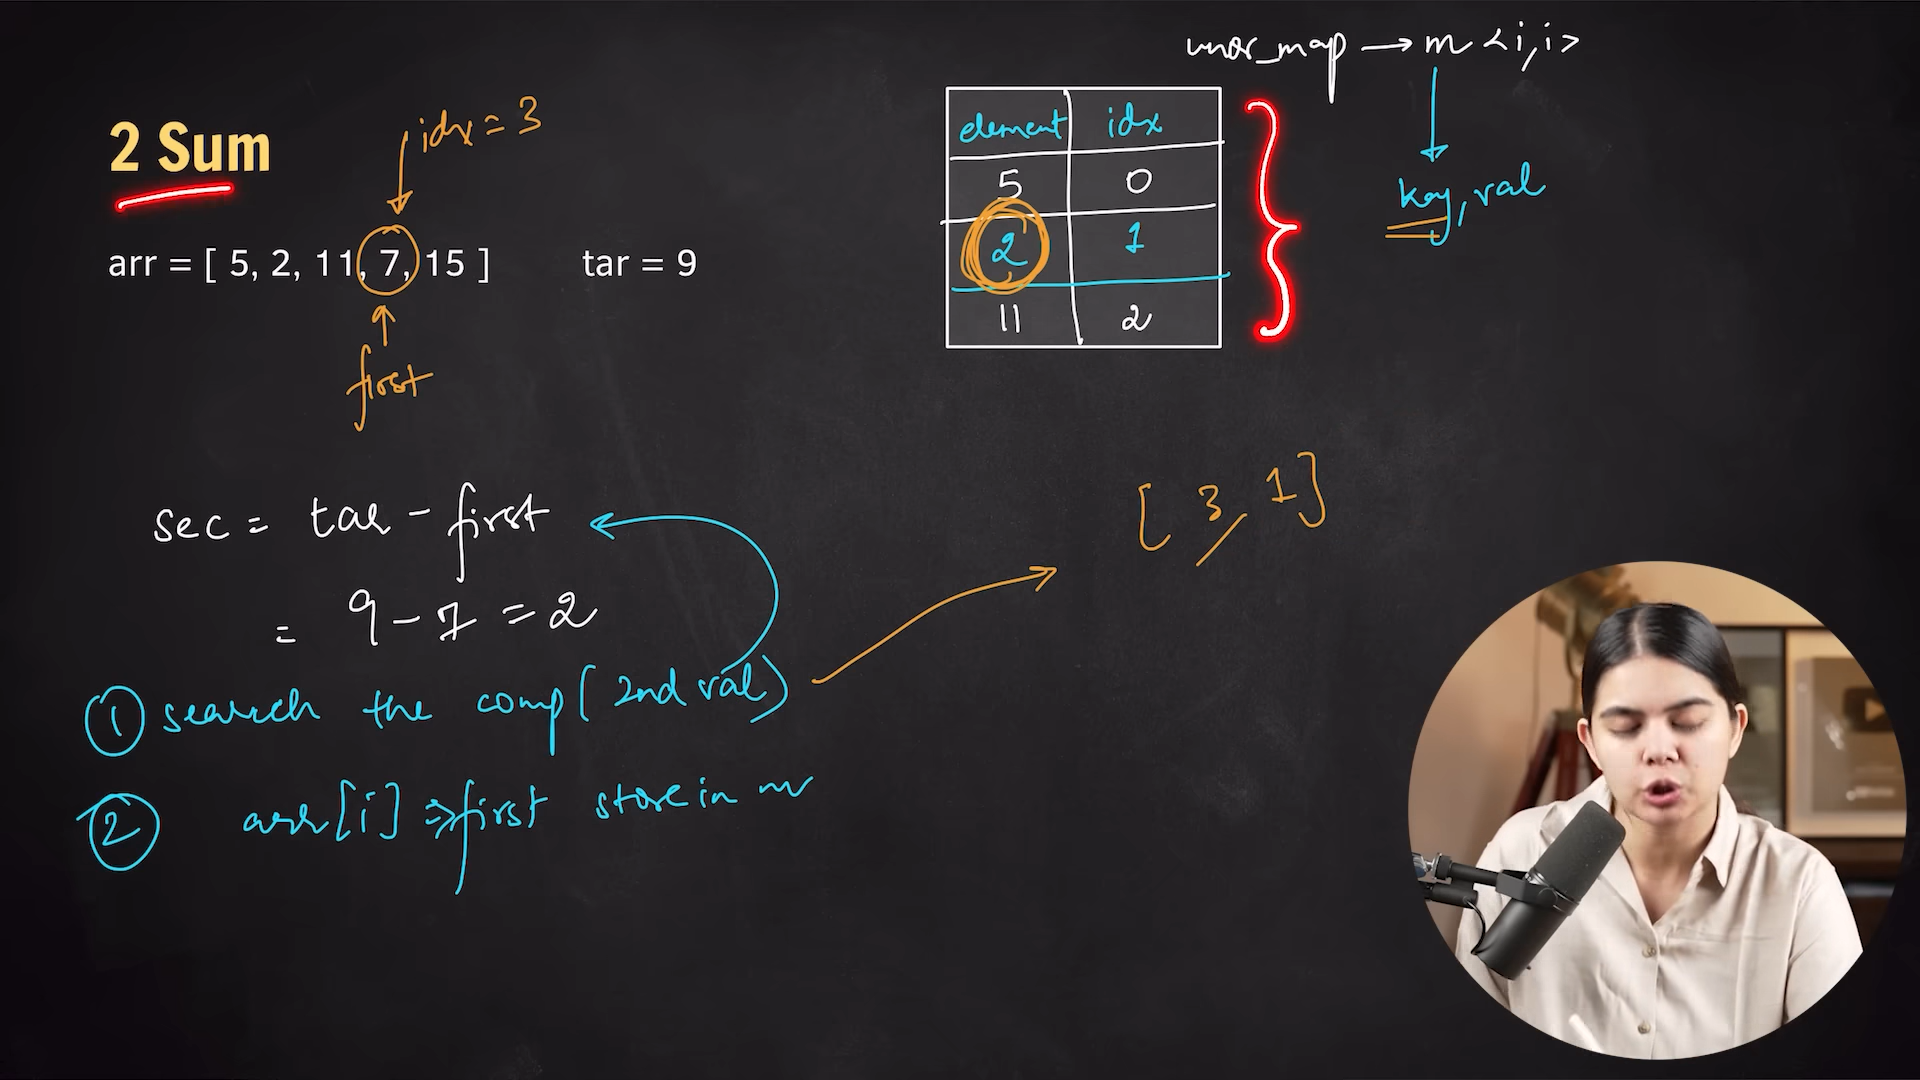 unor_map → m <i,i>
2 Sum
idx = 3
element idx
5 0
2 1
11 2
key, val
arr = [ 5, 2, 11, 7, 15 ] tar = 9
first
sec = tar - first
= 9 - 7 = 2
[ 3, 1 ]
① search the comp ( 2nd val )
② arr[i] ⇒ first store in m